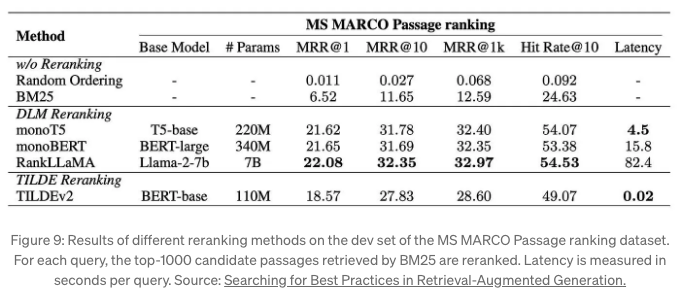 MS MARCO Passage ranking
Method Base Model # Params MRR@1 MRR@10 MRR@1k Hit Rate@10 Latency
w/o Reranking
Random Ordering - - 0.011 0.027 0.068 0.092 -
BM25 - - 6.52 11.65 12.59 24.63 -
DLM Reranking
monoT5 T5-base 220M 21.62 31.78 32.40 54.07 4.5
monoBERT BERT-large 340M 21.65 31.69 32.35 53.38 15.8
RankLLaMA Llama-2-7b 7B 22.08 32.35 32.97 54.53 82.4
TILDE Reranking
TILDEv2 BERT-base 110M 18.57 27.83 28.60 49.07 0.02
Figure 9: Results of different reranking methods on the dev set of the MS MARCO Passage ranking dataset.
For each query, the top-1000 candidate passages retrieved by BM25 are reranked. Latency is measured in
seconds per query. Source: Searching for Best Practices in Retrieval-Augmented Generation.